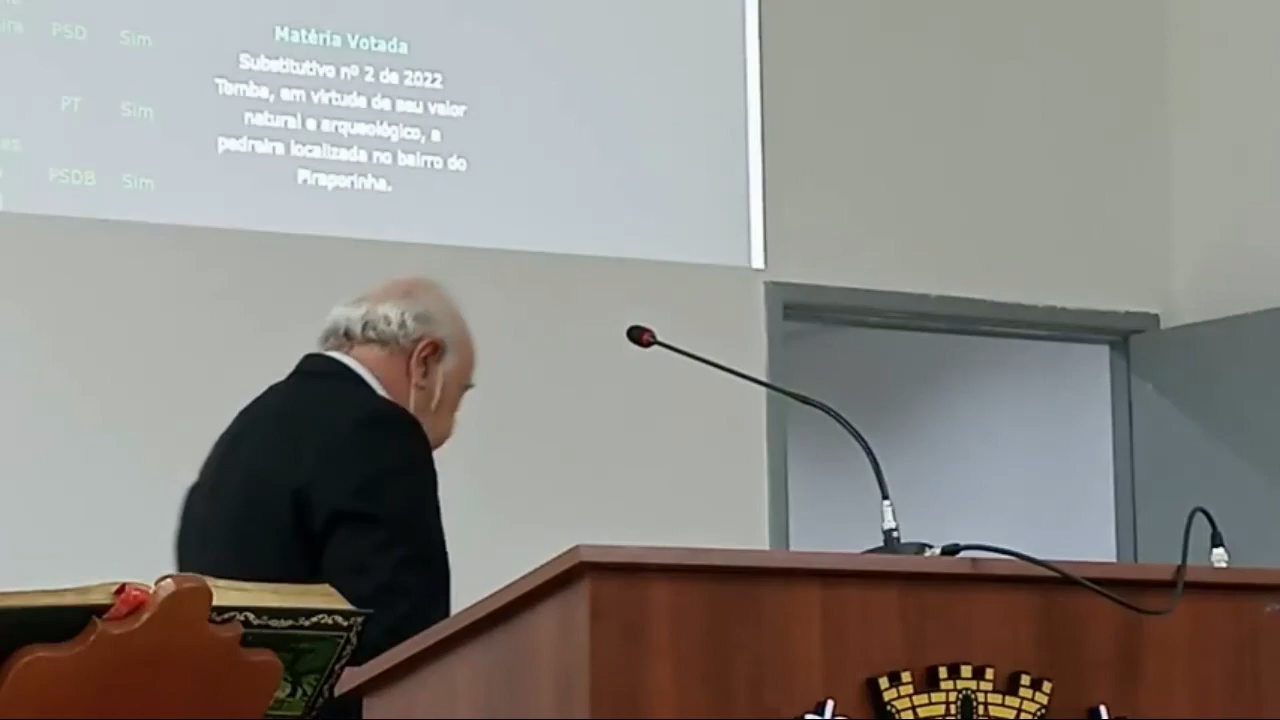 PSD Sim
PT Sim
PSDB Sim
Matéria Votada
Substitutivo nº 2 de 2022
Tomba, em virtude de seu valor
natural e arqueológico, a
pedreira localizada no bairro do
Piraporinha.